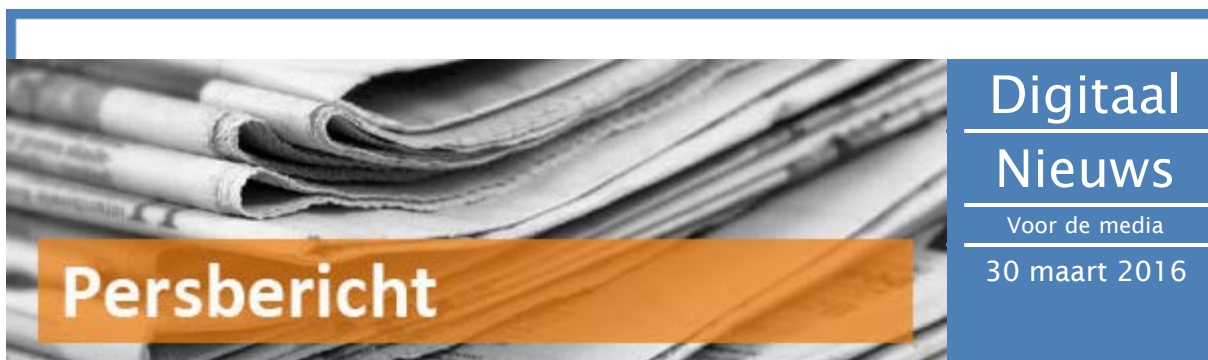 Persbericht
Digitaal
Nieuws
Voor de media
30 maart 2016